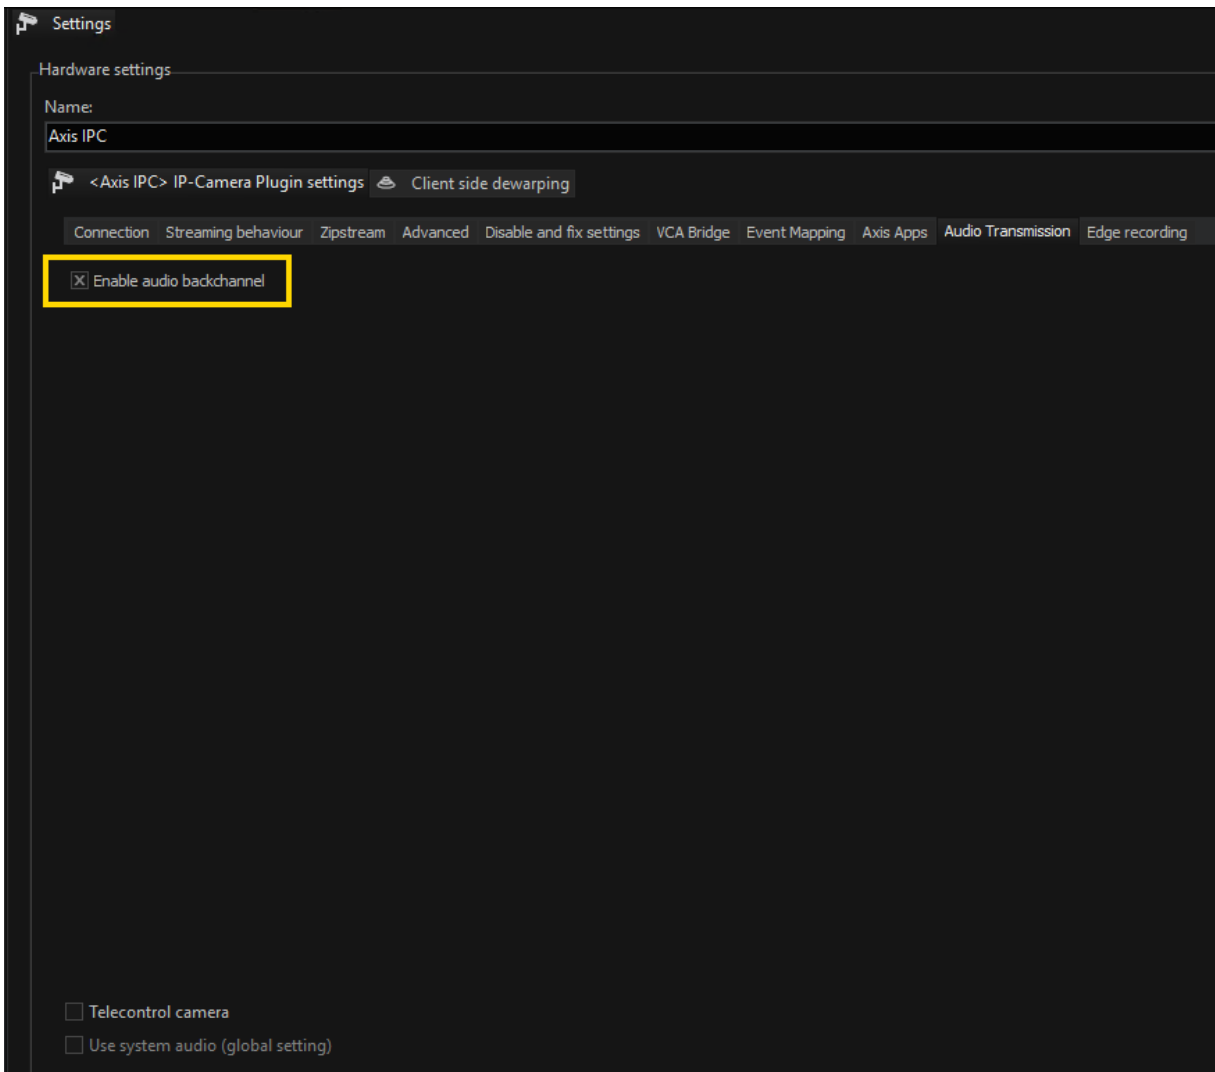 Settings
Hardware settings
Name:
Axis IPC
<Axis IPC> IP-Camera Plugin settings Client side dewarping
Connection Streaming behaviour Zipstream Advanced Disable and fix settings VCA Bridge Event Mapping Axis Apps Audio Transmission Edge recording
Enable audio backchannel
Telecontrol camera
Use system audio (global setting)